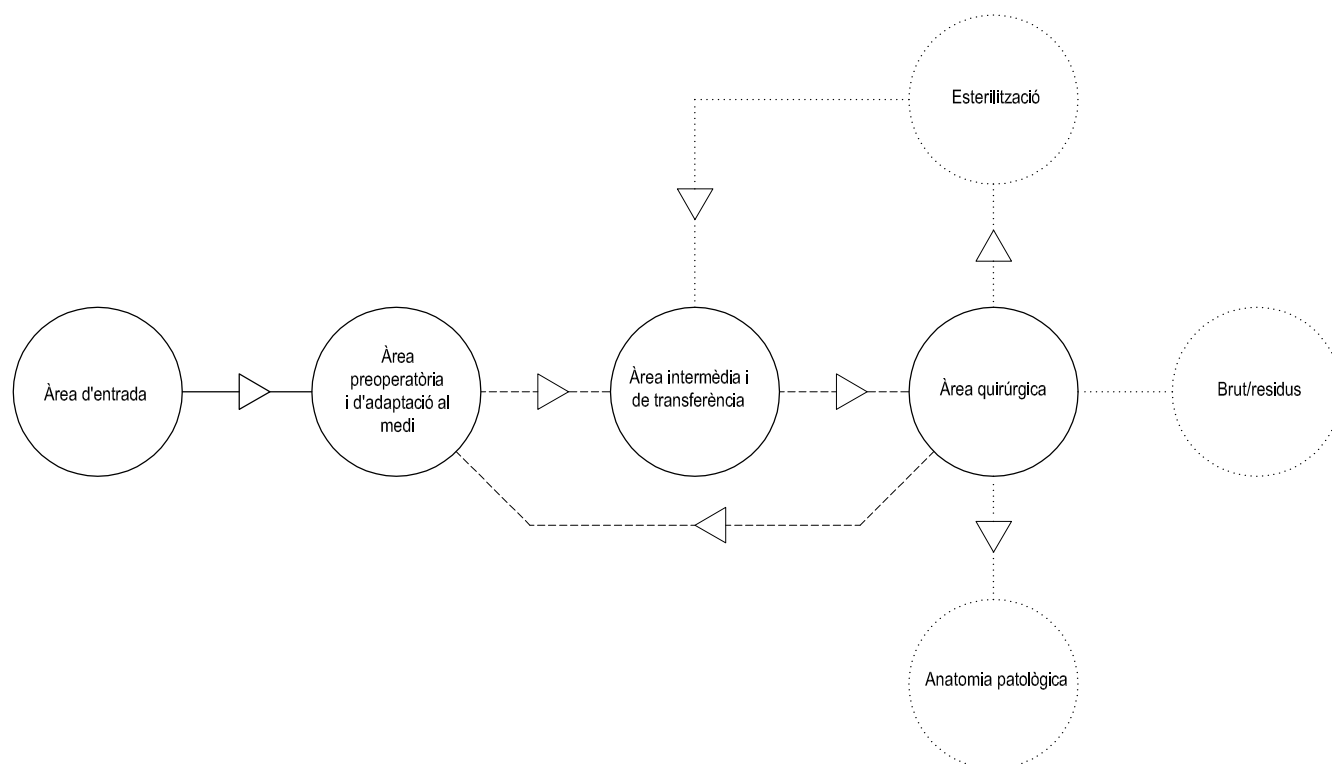 Esterilització
Àrea d'entrada
Àrea
preoperatòria
i d'adaptació al
medi
Àrea intermèdia i
de transferència
Àrea quirúrgica
Brut/residus
Anatomia patològica